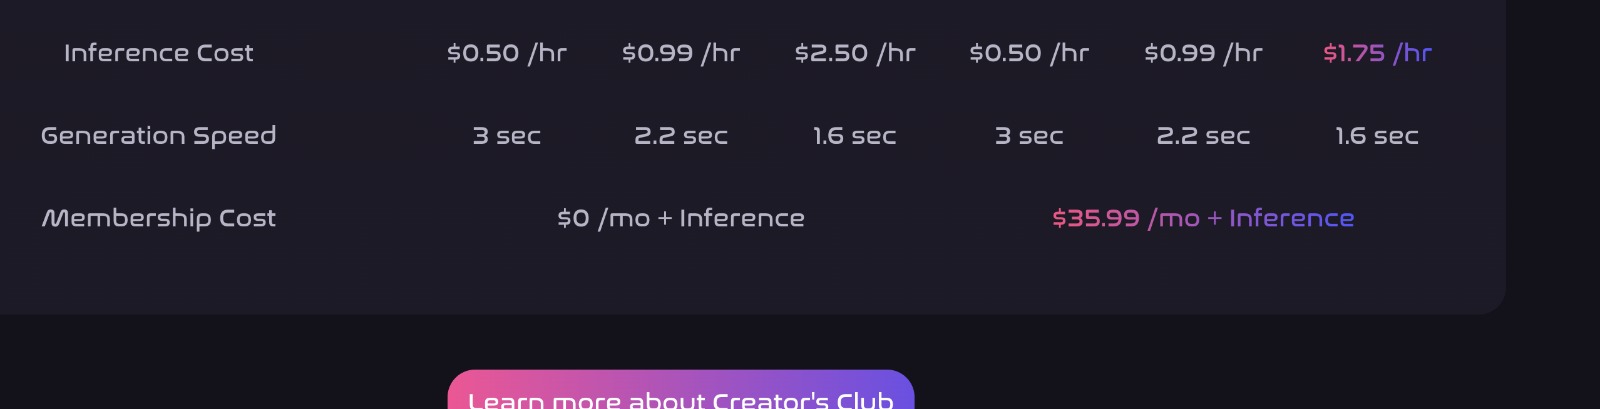 Inference Cost $0.50 /hr $0.99 /hr $2.50 /hr $0.50 /hr $0.99 /hr $1.75 /hr
Generation Speed 3 sec 2.2 sec 1.6 sec 3 sec 2.2 sec 1.6 sec
Membership Cost $0 /mo + Inference $35.99 /mo + Inference
Learn more about Creator's Club